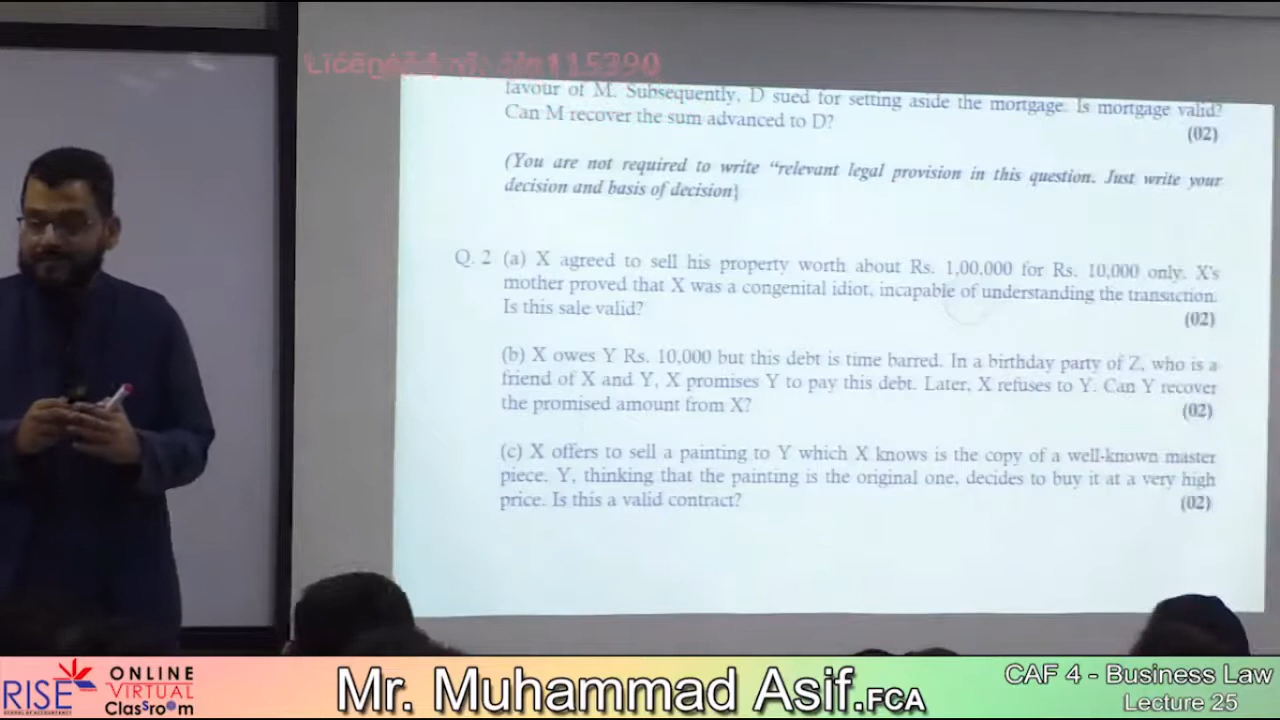 115390
favour of M. Subsequently, D sued for setting aside the mortgage. Is mortgage valid?
Can M recover the sum advanced to D?
(02)
(You are not required to write “relevant legal provision in this question. Just write your
decision and basis of decision}
Q. 2 (a) X agreed to sell his property worth about Rs. 1,00,000 for Rs. 10,000 only. X's
mother proved that X was a congenital idiot, incapable of understanding the transaction.
Is this sale valid?
(02)
(b) X owes Y Rs. 10,000 but this debt is time barred. In a birthday party of Z, who is a
friend of X and Y, X promises Y to pay this debt. Later, X refuses to Y. Can Y recover
the promised amount from X?
(02)
(c) X offers to sell a painting to Y which X knows is the copy of a well-known master
piece. Y, thinking that the painting is the original one, decides to buy it at a very high
price. Is this a valid contract?
(02)
RISE
ONLINE
VIRTUAL
ClasSroom
Mr. Muhammad Asif.FCA
CAF 4 - Business Law
Lecture 25